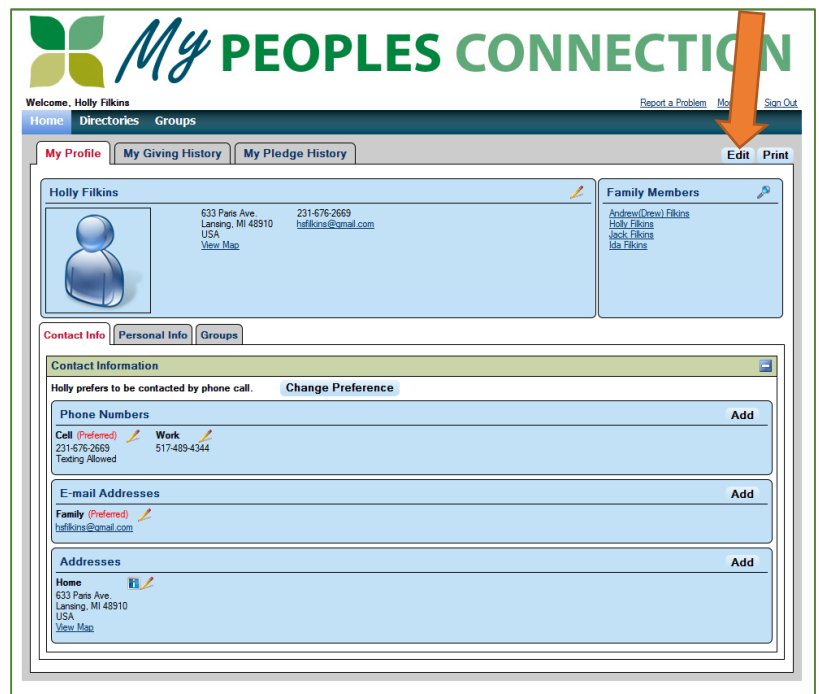 My PEOPLES CONNECTION
Welcome, Holly Filkins
Report a Problem Sign Out
Home Directories Groups
My Profile My Giving History My Pledge History Edit Print
Holly Filkins
633 Paris Ave.
Lansing, MI 48910
USA
View Map
231-676-2669
hsfilkins@gmail.com
Family Members
Andrew(Drew) Filkins
Holly Filkins
Jack Filkins
Ida Filkins
Contact Info Personal Info Groups
Contact Information
Holly prefers to be contacted by phone call. Change Preference
Phone Numbers Add
Cell (Preferred) Work
231-676-2669 517-489-4344
Texting Allowed
E-mail Addresses Add
Family (Preferred)
hsfilkins@gmail.com
Addresses Add
Home
633 Paris Ave.
Lansing, MI 48910
USA
View Map